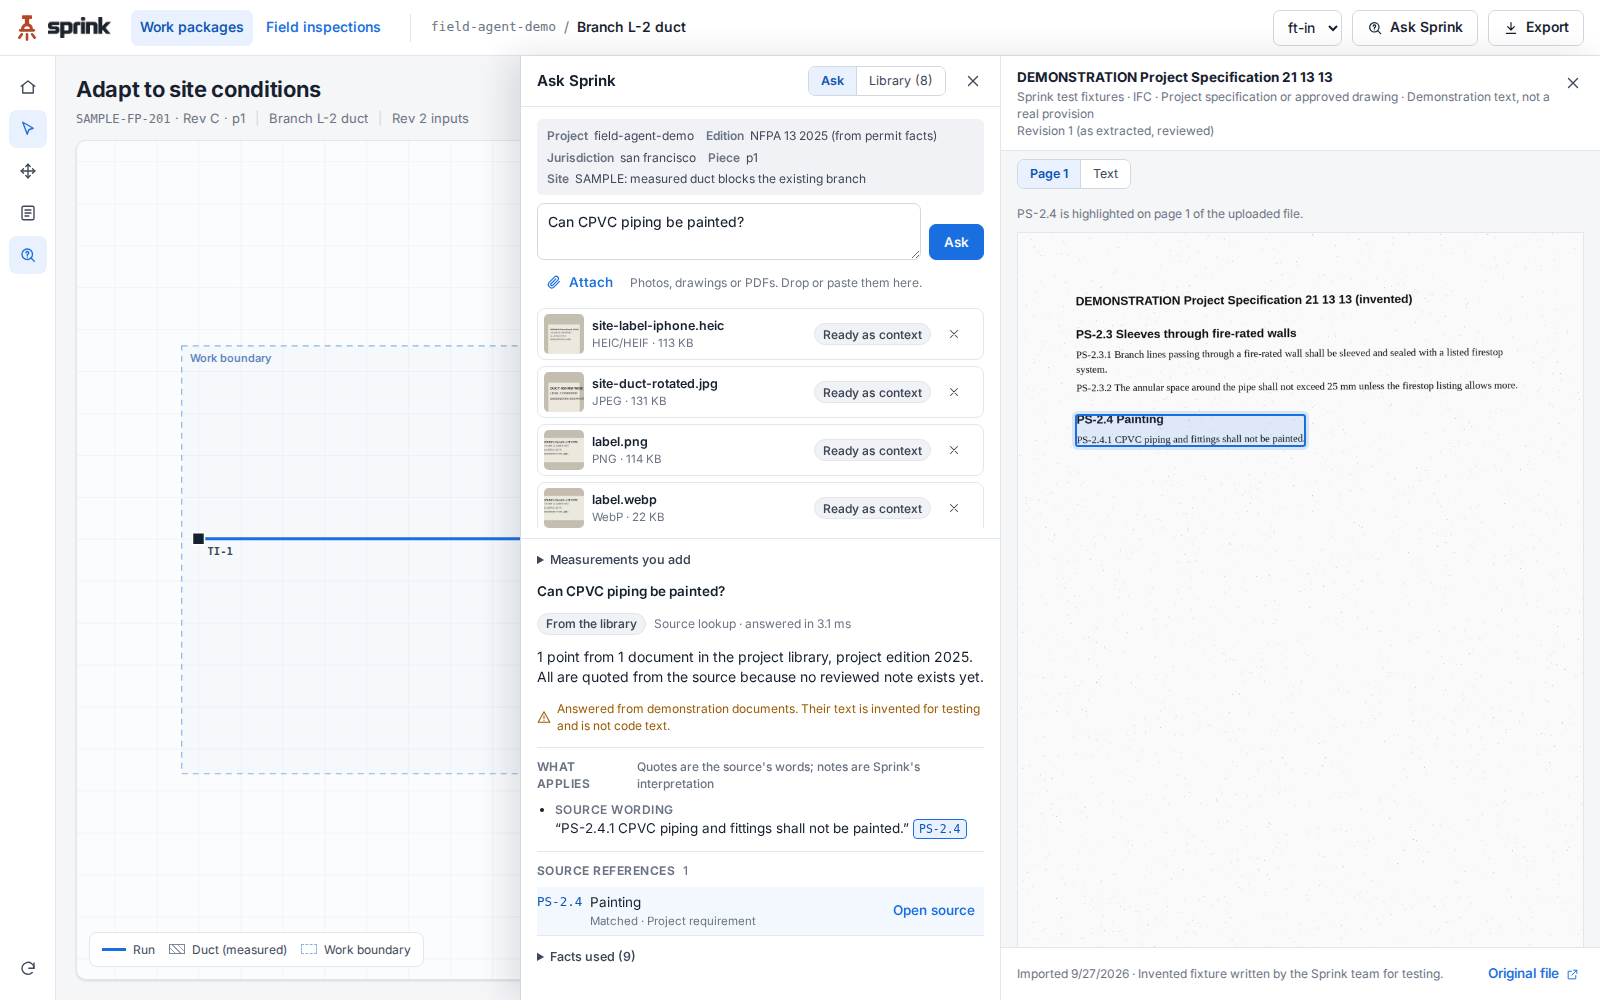 sprink
Work packages
Field inspections
field-agent-demo / Branch L-2 duct
ft-in
Ask Sprink
Export
Adapt to site conditions
SAMPLE-FP-201 · Rev C · p1 | Branch L-2 duct | Rev 2 inputs
Work boundary
TI-1
Run
Duct (measured)
Work boundary
Ask Sprink
Ask
Library (8)
Project field-agent-demo Edition NFPA 13 2025 (from permit facts)
Jurisdiction san francisco Piece p1
Site SAMPLE: measured duct blocks the existing branch
Can CPVC piping be painted?
Ask
Attach
Photos, drawings or PDFs. Drop or paste them here.
site-label-iphone.heic
HEIC/HEIF · 113 KB
Ready as context
site-duct-rotated.jpg
JPEG · 131 KB
Ready as context
label.png
PNG · 114 KB
Ready as context
label.webp
WebP · 22 KB
Ready as context
Measurements you add
Can CPVC piping be painted?
From the library
Source lookup · answered in 3.1 ms
1 point from 1 document in the project library, project edition 2025.
All are quoted from the source because no reviewed note exists yet.
Answered from demonstration documents. Their text is invented for testing
and is not code text.
WHAT
APPLIES
Quotes are the source's words; notes are Sprink's
interpretation
• SOURCE WORDING
“PS-2.4.1 CPVC piping and fittings shall not be painted.” PS-2.4
SOURCE REFERENCES 1
PS-2.4 Painting
Matched · Project requirement
Open source
Facts used (9)
DEMONSTRATION Project Specification 21 13 13
Sprink test fixtures · IFC · Project specification or approved drawing · Demonstration text, not a
real provision
Revision 1 (as extracted, reviewed)
Page 1
Text
PS-2.4 is highlighted on page 1 of the uploaded file.
DEMONSTRATION Project Specification 21 13 13 (invented)
PS-2.3 Sleeves through fire-rated walls
PS-2.3.1 Branch lines passing through a fire-rated wall shall be sleeved and sealed with a listed firestop
system.
PS-2.3.2 The annular space around the pipe shall not exceed 25 mm unless the firestop listing allows more.
PS-2.4 Painting
PS-2.4.1 CPVC piping and fittings shall not be painted.
Imported 9/27/2026 · Invented fixture written by the Sprink team for testing.
Original file